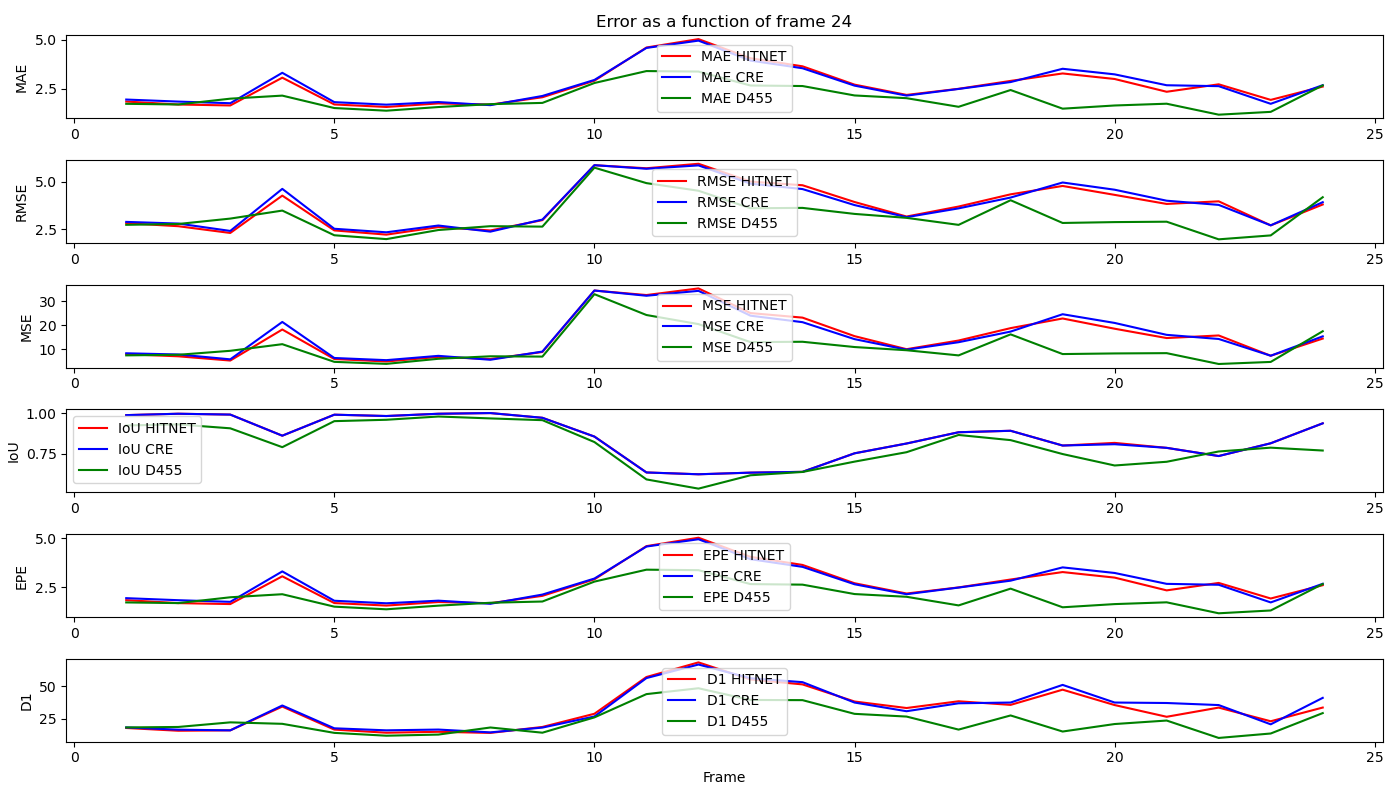 Error as a function of frame 24
MAE
5.0
2.5
MAE HITNET
MAE CRE
MAE D455
0 5 10 15 20 25
RMSE
5.0
2.5
RMSE HITNET
RMSE CRE
RMSE D455
0 5 10 15 20 25
MSE
30
20
10
MSE HITNET
MSE CRE
MSE D455
0 5 10 15 20 25
IoU
1.00
0.75
IoU HITNET
IoU CRE
IoU D455
0 5 10 15 20 25
EPE
5.0
2.5
EPE HITNET
EPE CRE
EPE D455
0 5 10 15 20 25
D1
50
25
D1 HITNET
D1 CRE
D1 D455
0 5 10 15 20 25
Frame